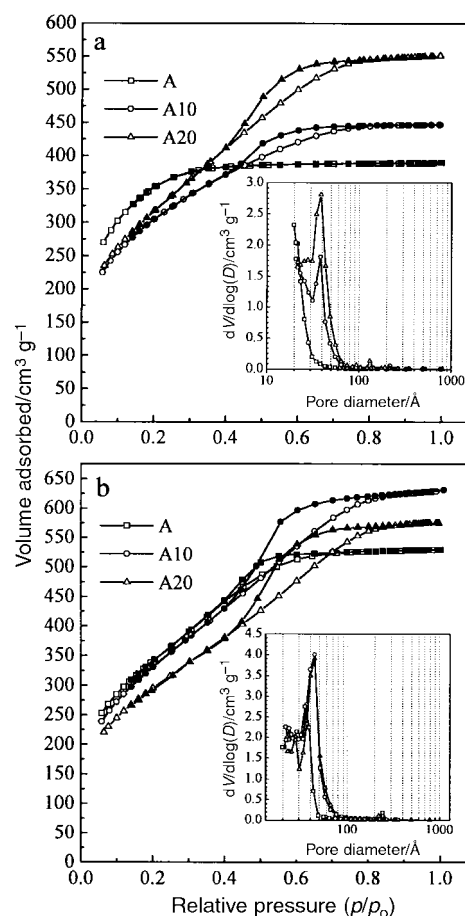 a
A
A10
A20
600
550
500
450
400
350
300
250
200
150
100
50
0
0.0 0.2 0.4 0.6 0.8 1.0
dV/dlog(D)/cm³ g⁻¹
3.0
2.5
2.0
1.5
1.0
0.5
0.0
10 100 1000
Pore diameter/Å
Volume adsorbed/cm³ g⁻¹
b
A
A10
A20
650
625
600
575
550
500
450
400
350
300
250
200
150
100
50
0
0.0 0.2 0.4 0.6 0.8 1.0
dV/dlog(D)/cm³ g⁻¹
4.5
4.0
3.5
3.0
2.5
2.0
1.5
1.0
0.5
0.0
100 1000
Pore diameter/Å
Relative pressure (p/pₒ)